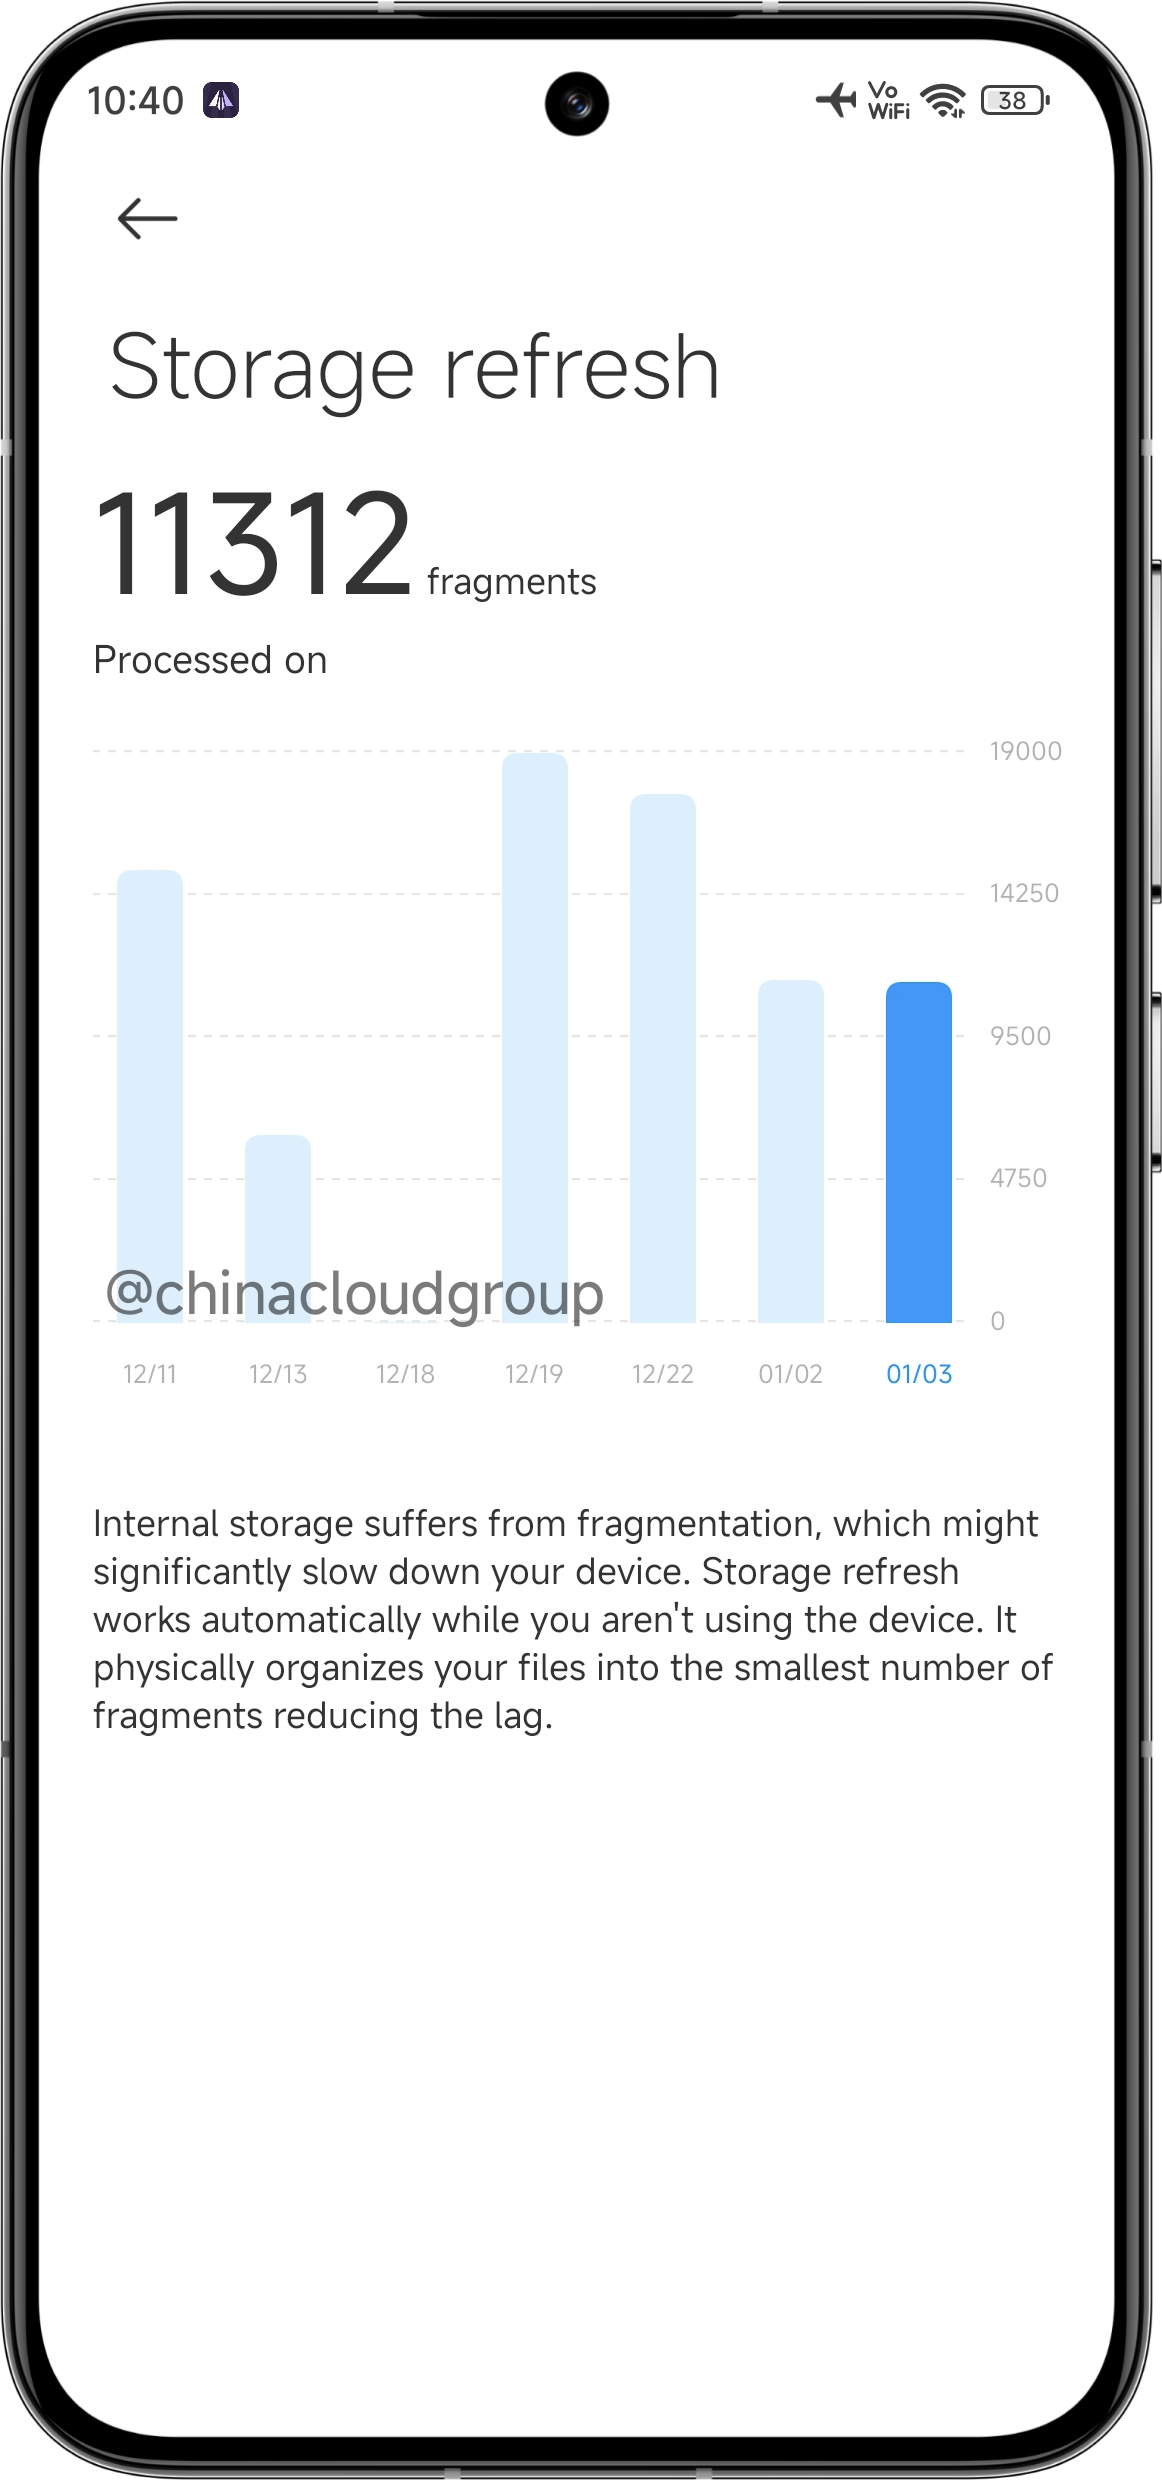 10:40
Vo
WiFi
38
Storage refresh
11312 fragments
Processed on
19000
14250
9500
4750
0
@chinacloudgroup
12/11 12/13 12/18 12/19 12/22 01/02 01/03
Internal storage suffers from fragmentation, which might
significantly slow down your device. Storage refresh
works automatically while you aren't using the device. It
physically organizes your files into the smallest number of
fragments reducing the lag.